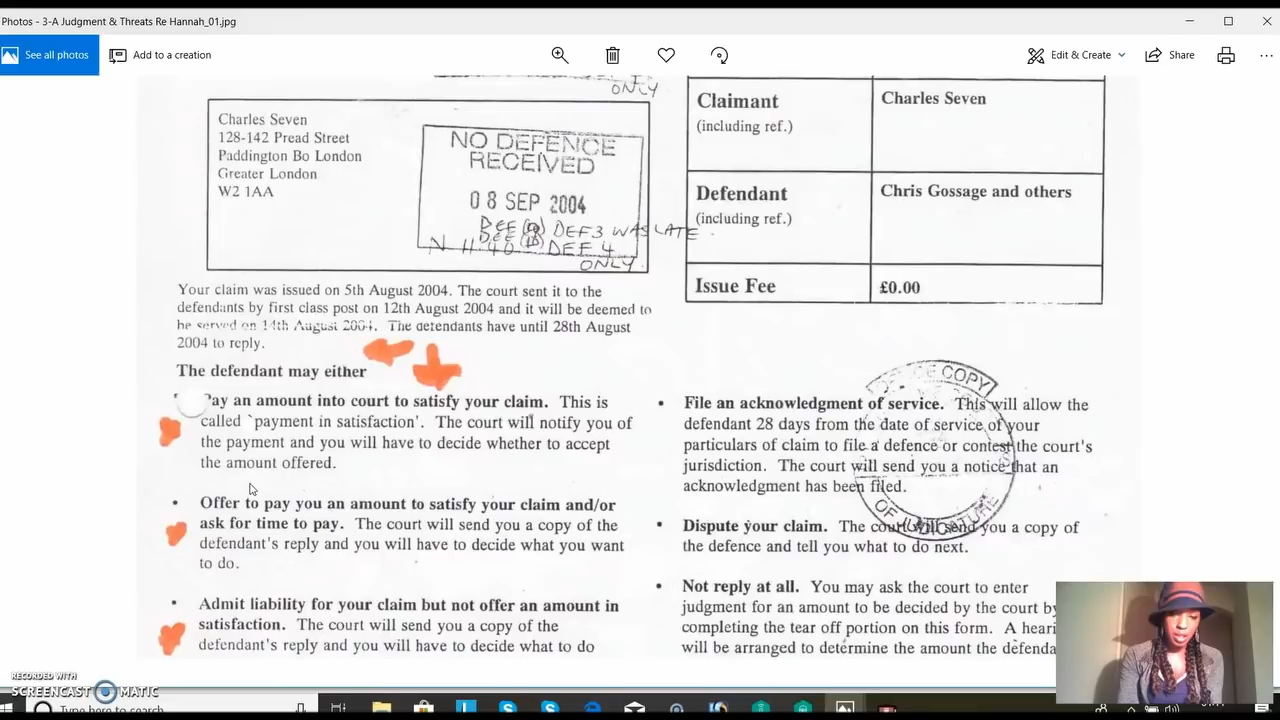 Photos - 3-A Judgment & Threats Re Hannah_01.jpg
See all photos
Add to a creation
Edit & Create
Share
ONLY
Charles Seven
128-142 Pread Street
Paddington Bo London
Greater London
W2 1AA
NO DEFENCE
RECEIVED
08 SEP 2004
DEF 3 WAS LATE
N 11:40 DEF 4
ONLY
Claimant
(including ref.)
Charles Seven
Defendant
(including ref.)
Chris Gossage and others
Issue Fee
£0.00
Your claim was issued on 5th August 2004. The court sent it to the
defendants by first class post on 12th August 2004 and it will be deemed to
be served on 14th August 2004. The defendants have until 28th August
2004 to reply.
The defendant may either
Pay an amount into court to satisfy your claim. This is
called `payment in satisfaction'. The court will notify you of
the payment and you will have to decide whether to accept
the amount offered.
• Offer to pay you an amount to satisfy your claim and/or
ask for time to pay. The court will send you a copy of the
defendant's reply and you will have to decide what you want
to do.
• Admit liability for your claim but not offer an amount in
satisfaction. The court will send you a copy of the
defendant's reply and you will have to decide what to do
• File an acknowledgment of service. This will allow the
defendant 28 days from the date of service of your
particulars of claim to file a defence or contest the court's
jurisdiction. The court will send you a notice that an
acknowledgment has been filed.
• Dispute your claim. The court will send you a copy of
the defence and tell you what to do next.
• Not reply at all. You may ask the court to enter
judgment for an amount to be decided by the court by
completing the tear off portion on this form. A heari
will be arranged to determine the amount the defenda
COPY
OF JUDICATURE
RECORDED WITH
SCREENCAST MATIC
Type here to search